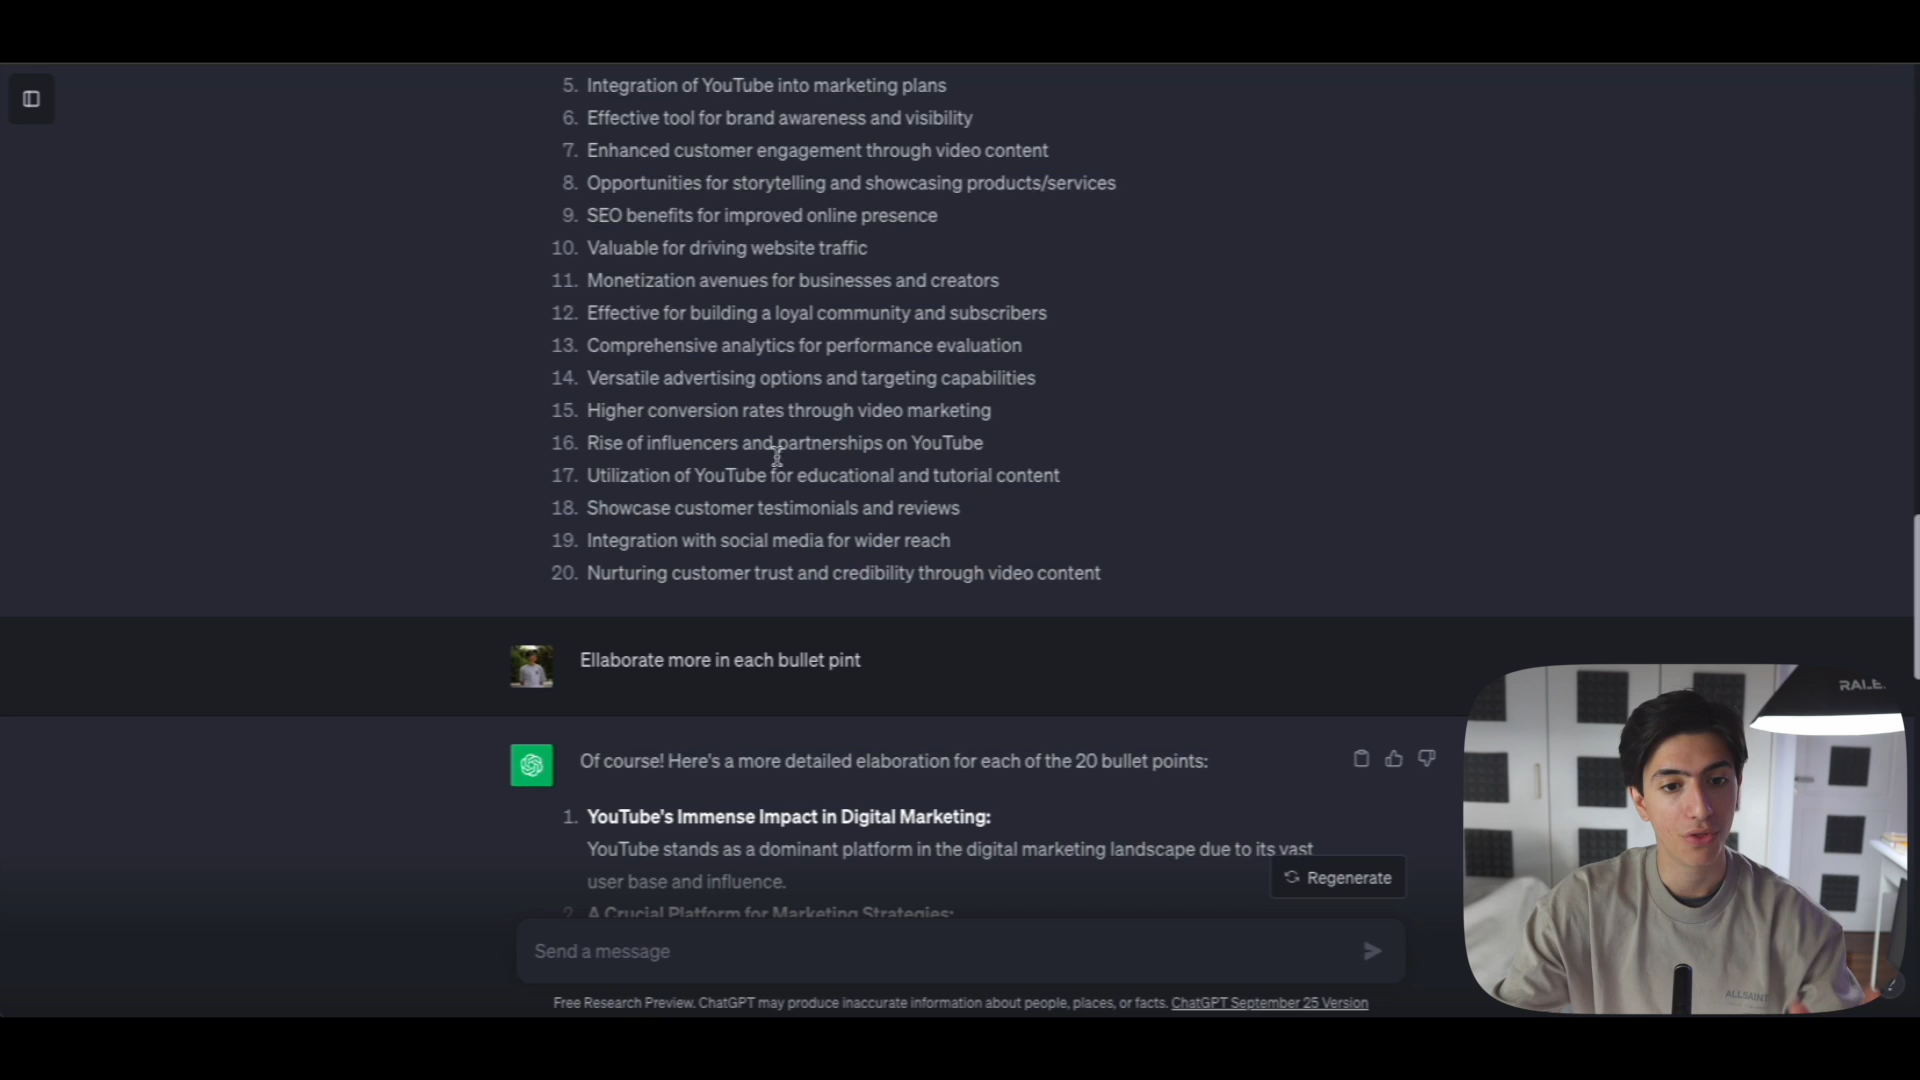 5. Integration of YouTube into marketing plans
6. Effective tool for brand awareness and visibility
7. Enhanced customer engagement through video content
8. Opportunities for storytelling and showcasing products/services
9. SEO benefits for improved online presence
10. Valuable for driving website traffic
11. Monetization avenues for businesses and creators
12. Effective for building a loyal community and subscribers
13. Comprehensive analytics for performance evaluation
14. Versatile advertising options and targeting capabilities
15. Higher conversion rates through video marketing
16. Rise of influencers and partnerships on YouTube
17. Utilization of YouTube for educational and tutorial content
18. Showcase customer testimonials and reviews
19. Integration with social media for wider reach
20. Nurturing customer trust and credibility through video content
Ellaborate more in each bullet pint
RALE.
Of course! Here's a more detailed elaboration for each of the 20 bullet points:
1. YouTube's Immense Impact in Digital Marketing:
YouTube stands as a dominant platform in the digital marketing landscape due to its vast
user base and influence.
Regenerate
2. A Crucial Platform for Marketing Strategies:
Send a message
ALLSAINT
Free Research Preview. ChatGPT may produce inaccurate information about people, places, or facts. ChatGPT September 25 Version